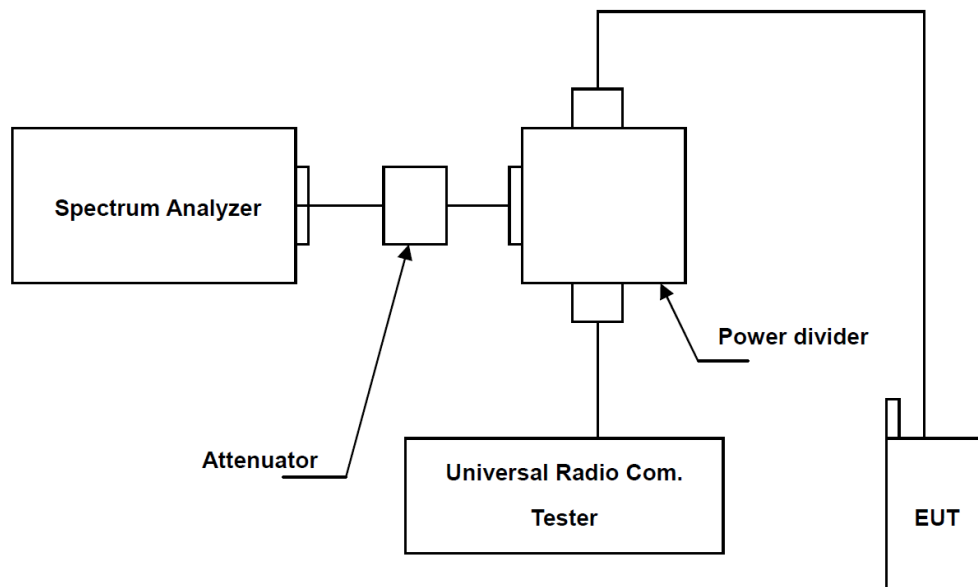 Spectrum Analyzer
Power divider
Attenuator
Universal Radio Com.
Tester
EUT